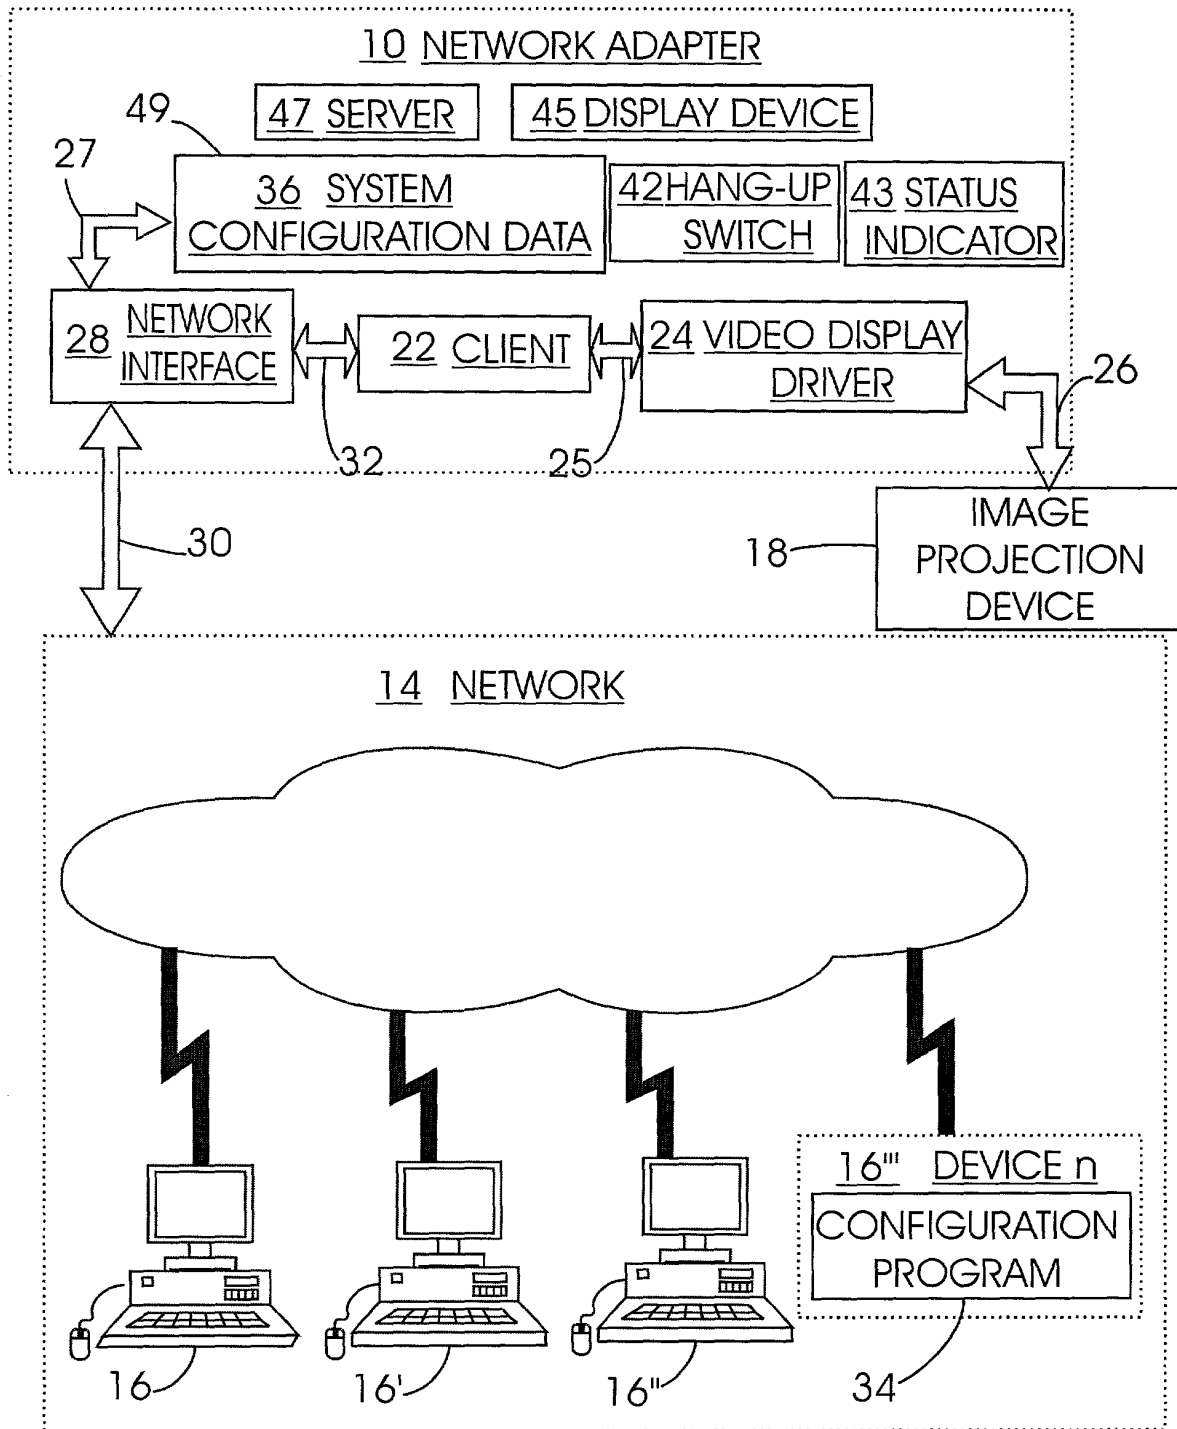 10 NETWORK ADAPTER
47 SERVER
45 DISPLAY DEVICE
49
27
36 SYSTEM
CONFIGURATION DATA
42 HANG-UP
SWITCH
43 STATUS
INDICATOR
28 NETWORK
INTERFACE
22 CLIENT
24 VIDEO DISPLAY
DRIVER
26
32
25
30
18
IMAGE
PROJECTION
DEVICE
14 NETWORK
16''' DEVICE n
CONFIGURATION
PROGRAM
16
16'
16"
34